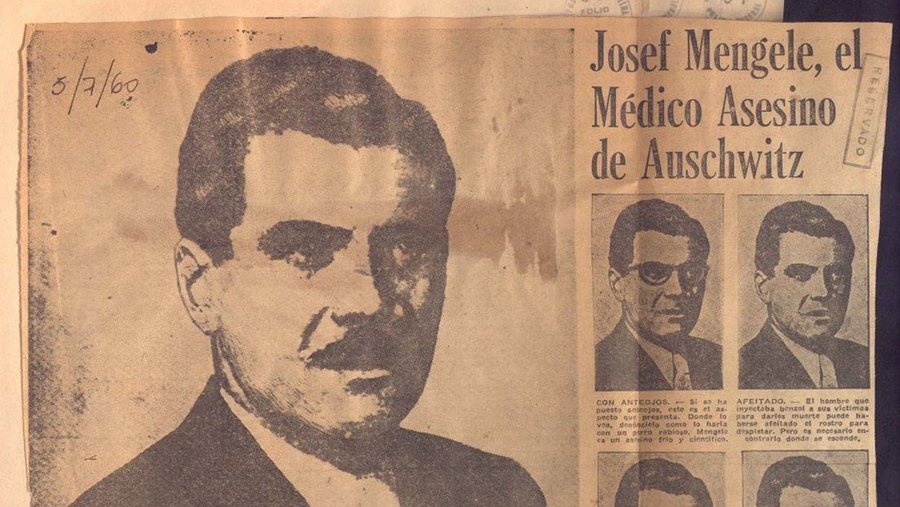 FOLIO
5/7/60
Josef Mengele, el
Médico Asesino
de Auschwitz
RESERVADO
CON ANTEOJOS. — Si se ha
puesto anteojos, este es el as-
pecto que presenta. Donde lo
vea, denúncielo como lo haría
con un perro rabioso. Mengele
es un asesino frío y científico.
AFEITADO. — El hombre que
inyectaba benzol a sus víctimas
para darles muerte puede ha-
berse afeitado el rostro para
despistar. Pero es necesario en-
contrarlo donde se esconde.